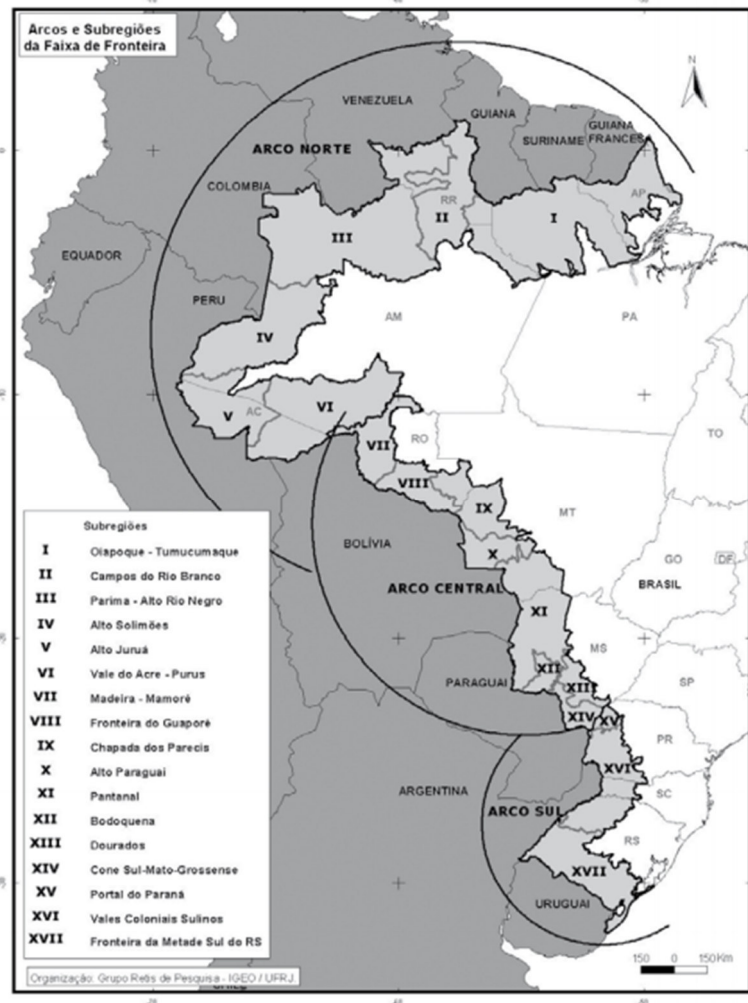 Arcos e Subregiões
da Faixa de Fronteira
N
VENEZUELA
GUIANA
SURINAME
GUIANA
FRANCESA
ARCO NORTE
COLOMBIA
RR
AP
I
II
III
EQUADOR
PERU
AM
PA
IV
V
AC
VI
VII
RO
TO
VIII
IX
MT
BOLÍVIA
X
GO
DF
BRASIL
ARCO CENTRAL
XI
MS
XII
PARAGUAI
XIII
SP
XIV
XV
PR
XVI
ARGENTINA
SC
ARCO SUL
RS
XVII
URUGUAI
Subregiões
I Oiapoque - Tumucumaque
II Campos do Rio Branco
III Parima - Alto Rio Negro
IV Alto Solimões
V Alto Juruá
VI Vale do Acre - Purus
VII Madeira - Mamoré
VIII Fronteira do Guaporé
IX Chapada dos Parecis
X Alto Paraguai
XI Pantanal
XII Bodoquena
XIII Dourados
XIV Cone Sul-Mato-Grossense
XV Portal do Paraná
XVI Vales Coloniais Sulinos
XVII Fronteira da Metade Sul do RS
150 0 150 Km
Organização: Grupo Retis de Pesquisa - IGEO / UFRJ.